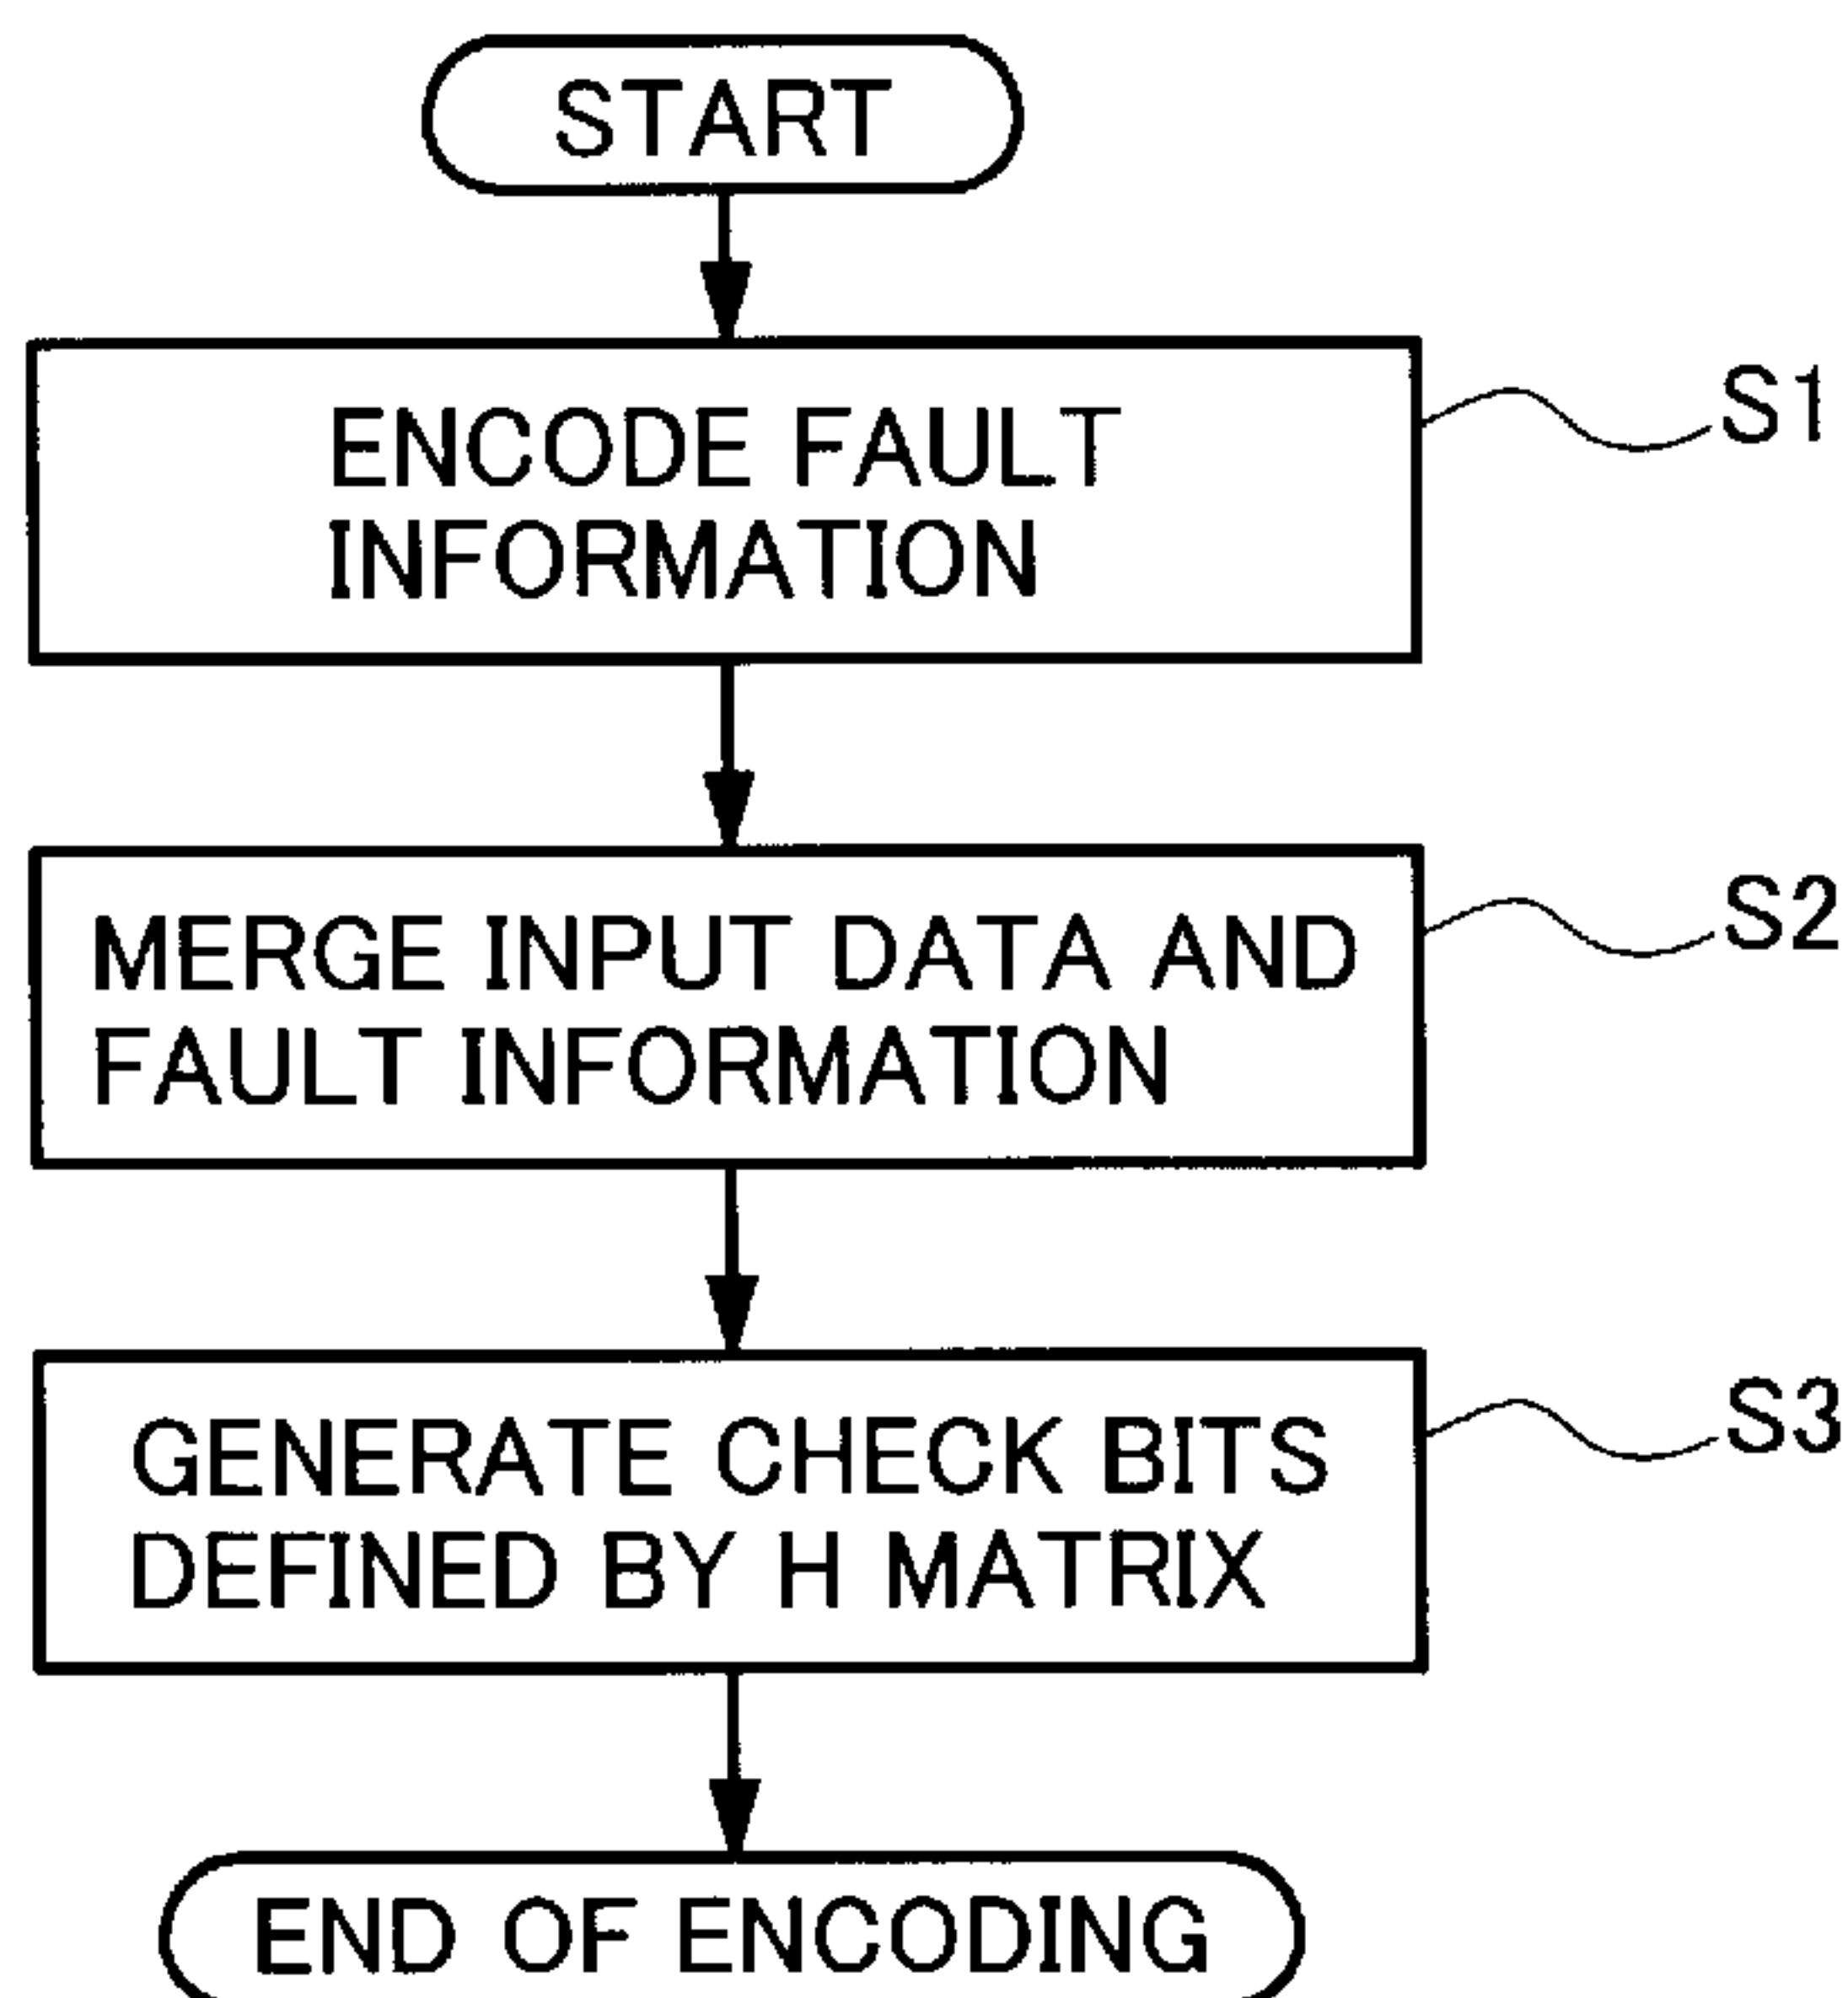 START
ENCODE FAULT
INFORMATION
S1
MERGE INPUT DATA AND
FAULT INFORMATION
S2
GENERATE CHECK BITS
DEFINED BY H MATRIX
S3
END OF ENCODING